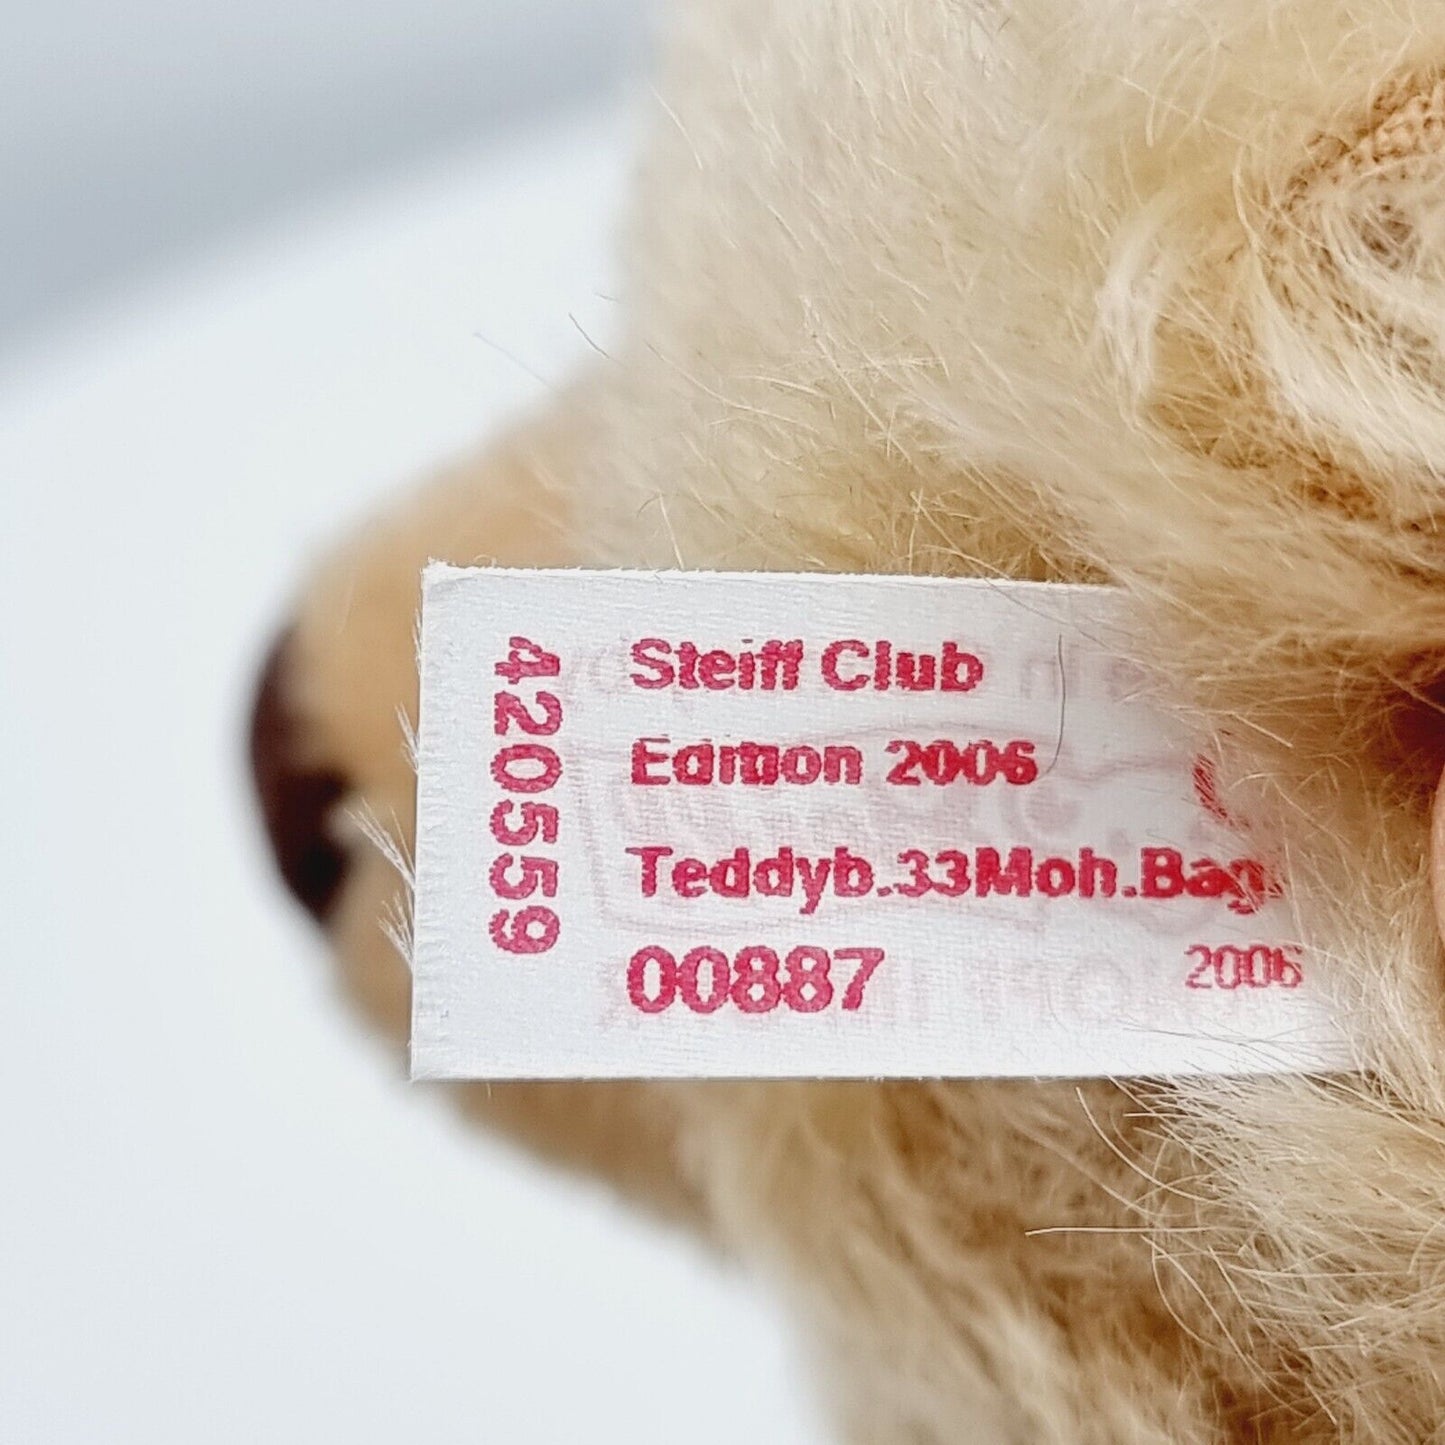 420559
Steiff Club
Edition 2006
Teddyb.33Moh.Bag.
00887
2006